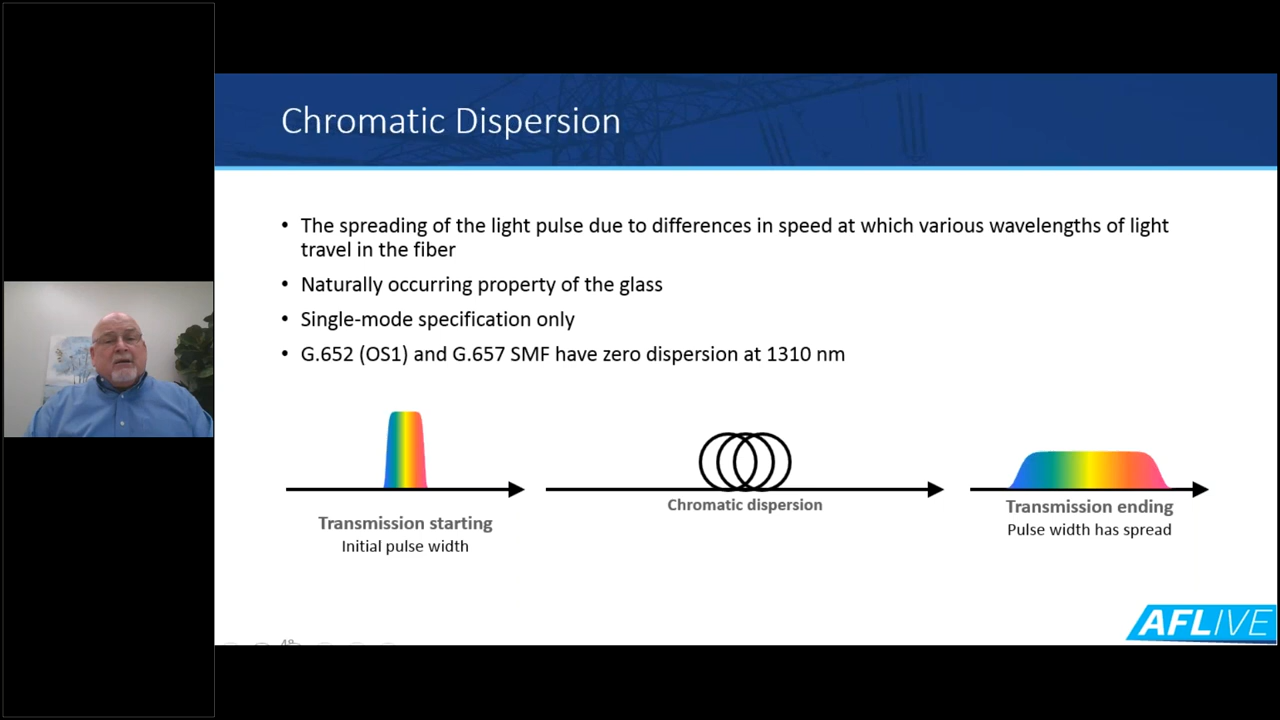 Chromatic Dispersion
• The spreading of the light pulse due to differences in speed at which various wavelengths of light
travel in the fiber
• Naturally occurring property of the glass
• Single-mode specification only
• G.652 (OS1) and G.657 SMF have zero dispersion at 1310 nm
Transmission starting
Initial pulse width
Chromatic dispersion
Transmission ending
Pulse width has spread
AFLIVE